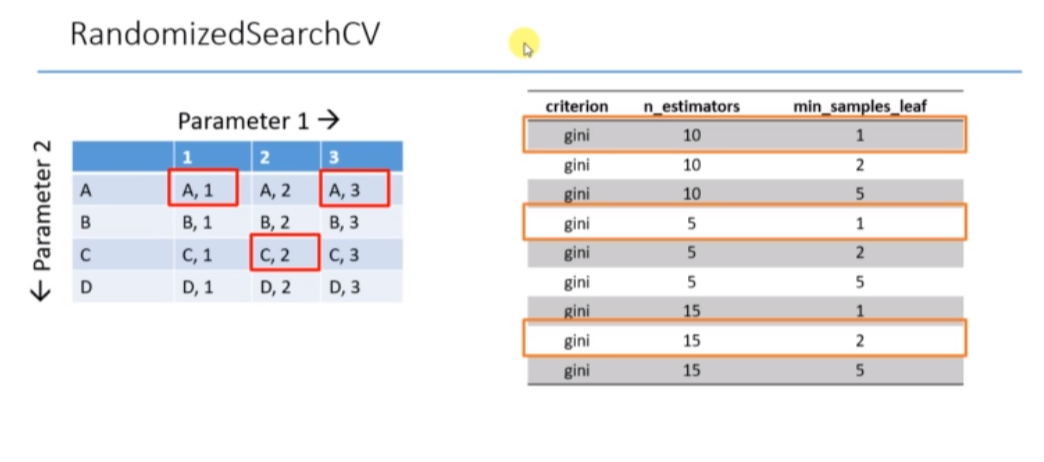 RandomizedSearchCV
Parameter 1 →
← Parameter 2
1 2 3
A A, 1 A, 2 A, 3
B B, 1 B, 2 B, 3
C C, 1 C, 2 C, 3
D D, 1 D, 2 D, 3
criterion n_estimators min_samples_leaf
gini 10 1
gini 10 2
gini 10 5
gini 5 1
gini 5 2
gini 5 5
gini 15 1
gini 15 2
gini 15 5